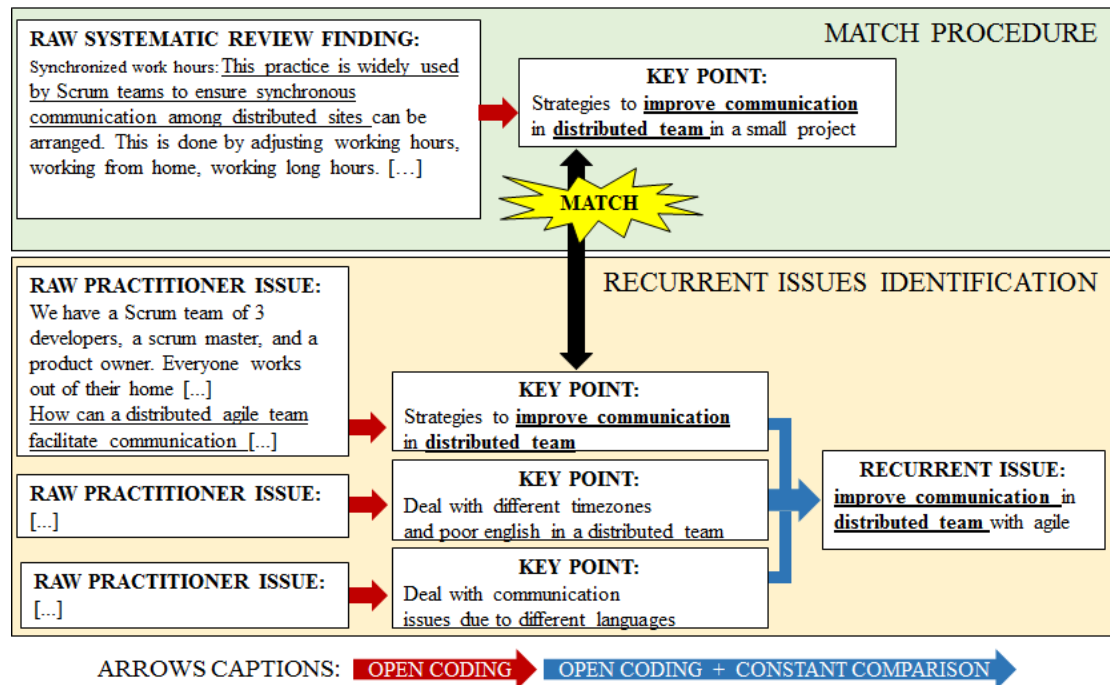 MATCH PROCEDURE
RAW SYSTEMATIC REVIEW FINDING:
Synchronized work hours: This practice is widely used
by Scrum teams to ensure synchronous
communication among distributed sites can be
arranged. This is done by adjusting working hours,
working from home, working long hours. […]
KEY POINT:
Strategies to improve communication
in distributed team in a small project
MATCH
RECURRENT ISSUES IDENTIFICATION
RAW PRACTITIONER ISSUE:
We have a Scrum team of 3
developers, a scrum master, and a
product owner. Everyone works
out of their home [...]
How can a distributed agile team
facilitate communication [...]
KEY POINT:
Strategies to improve communication
in distributed team
RAW PRACTITIONER ISSUE:
[...]
KEY POINT:
Deal with different timezones
and poor english in a distributed team
RAW PRACTITIONER ISSUE:
[...]
KEY POINT:
Deal with communication
issues due to different languages
RECURRENT ISSUE:
improve communication in
distributed team with agile
ARROWS CAPTIONS: OPEN CODING OPEN CODING + CONSTANT COMPARISON